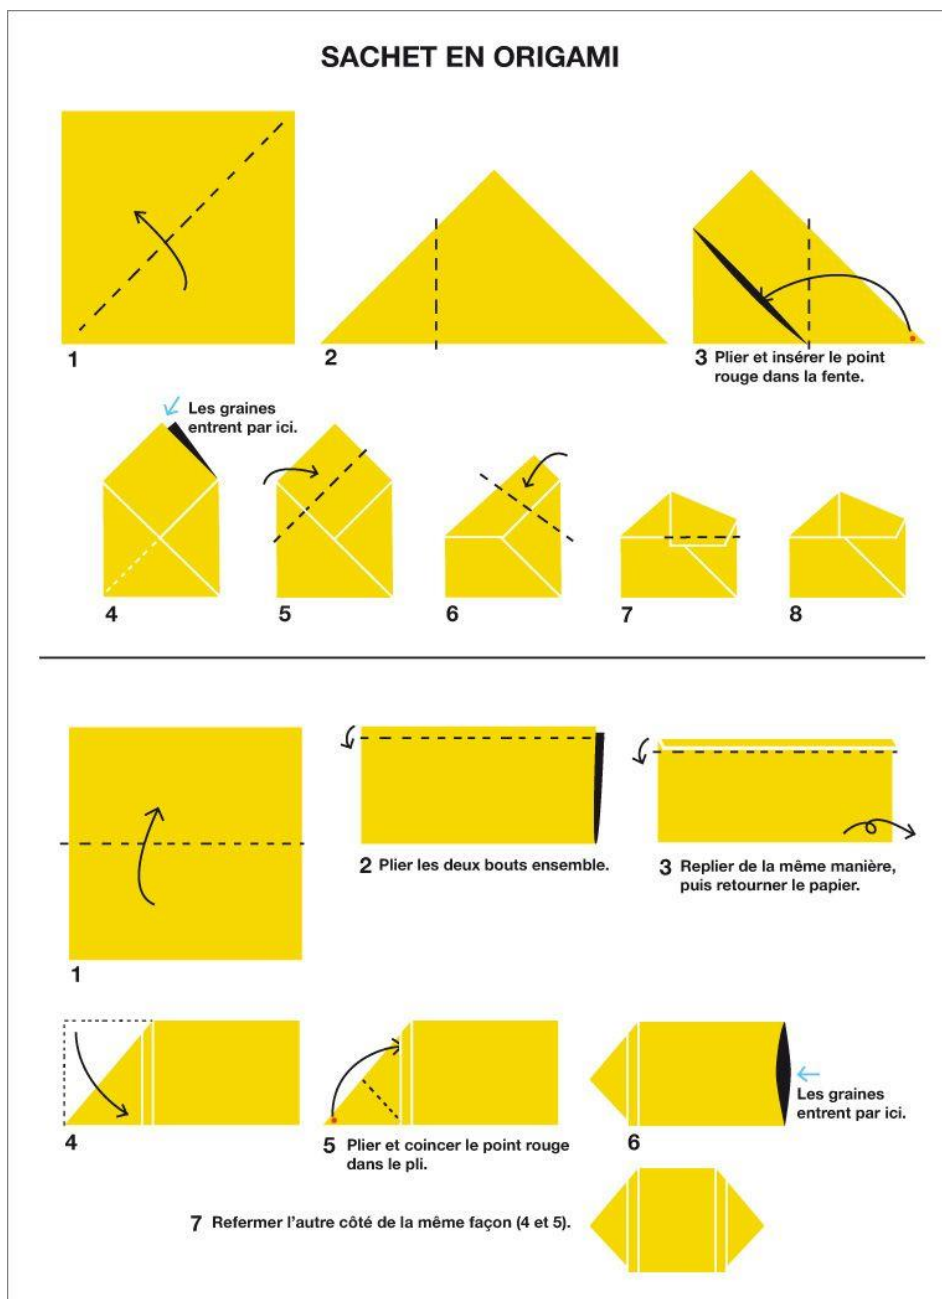 SACHET EN ORIGAMI
1
2
3 Plier et insérer le point
rouge dans la fente.
Les graines
entrent par ici.
4
5
6
7
8
1
2 Plier les deux bouts ensemble.
3 Replier de la même manière,
puis retourner le papier.
4
5 Plier et coincer le point rouge
dans le pli.
6
Les graines
entrent par ici.
7 Refermer l'autre côté de la même façon (4 et 5).